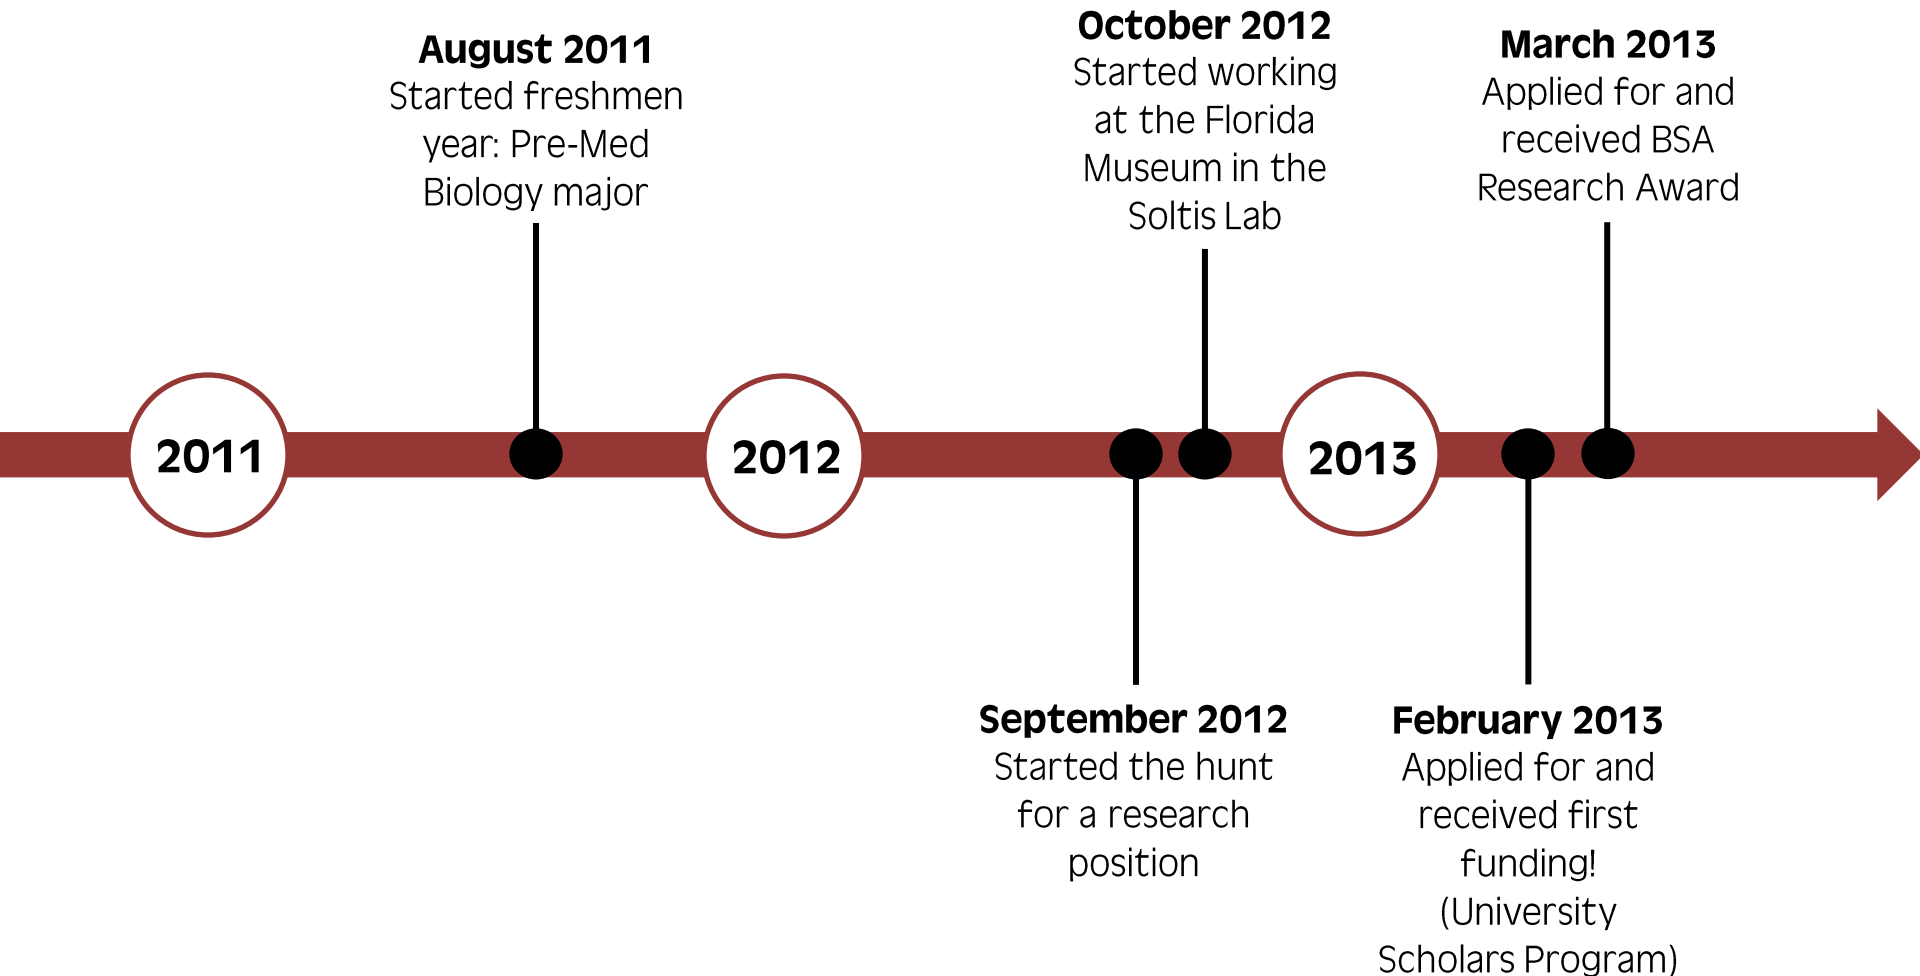 August 2011
Started freshmen
year: Pre-Med
Biology major
October 2012
Started working
at the Florida
Museum in the
Soltis Lab
March 2013
Applied for and
received BSA
Research Award
2011
2012
2013
September 2012
Started the hunt
for a research
position
February 2013
Applied for and
received first
funding!
(University
Scholars Program)